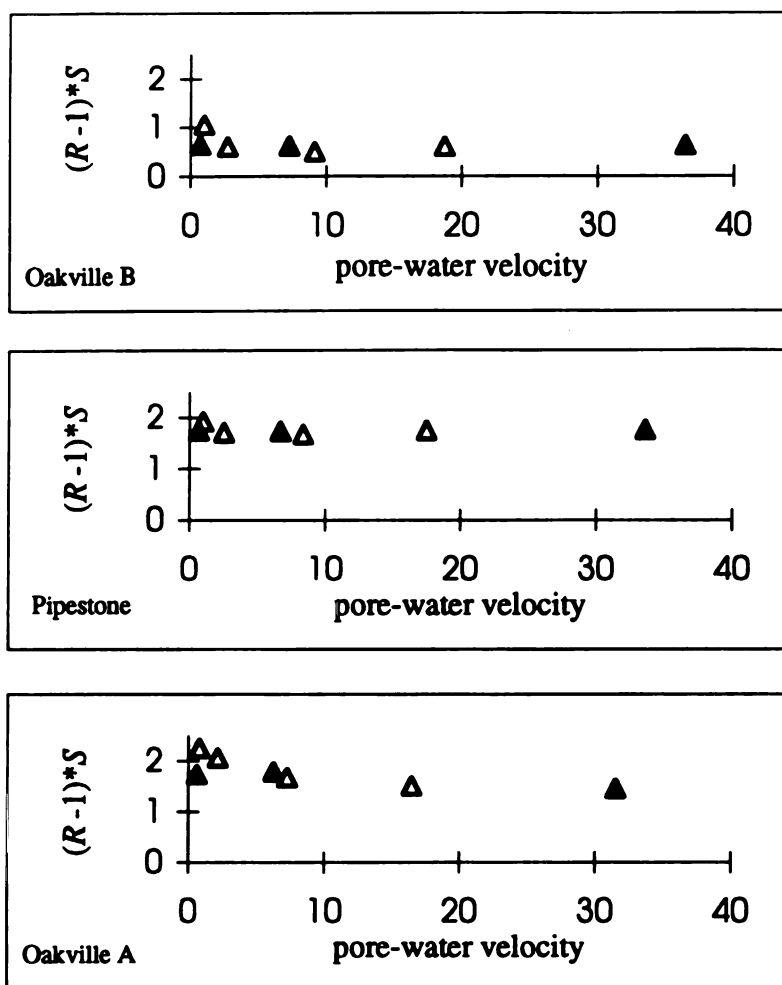 (R-1)*S
2
1
0
0 10 20 30 40
pore-water velocity
Oakville B
(R-1)*S
2
1
0
0 10 20 30 40
pore-water velocity
Pipestone
(R-1)*S
2
1
0
0 10 20 30 40
pore-water velocity
Oakville A